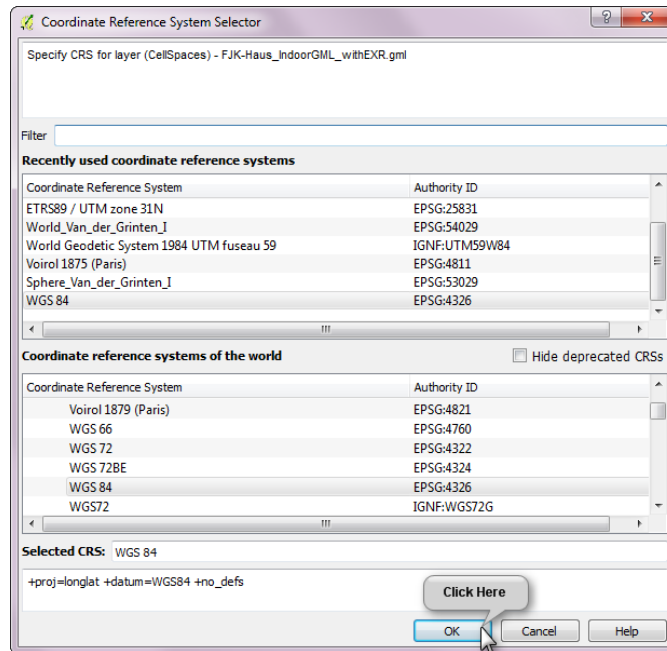 Coordinate Reference System Selector
Specify CRS for layer (CellSpaces) - FJK-Haus_IndoorGML_withEXR.gml
Filter
Recently used coordinate reference systems
Coordinate Reference System Authority ID
ETRS89 / UTM zone 31N EPSG:25831
World_Van_der_Grinten_I EPSG:54029
World Geodetic System 1984 UTM fuseau 59 IGNF:UTM59W84
Voirol 1875 (Paris) EPSG:4811
Sphere_Van_der_Grinten_I EPSG:53029
WGS 84 EPSG:4326
Coordinate reference systems of the world Hide deprecated CRSs
Coordinate Reference System Authority ID
Voirol 1879 (Paris) EPSG:4821
WGS 66 EPSG:4760
WGS 72 EPSG:4322
WGS 72BE EPSG:4324
WGS 84 EPSG:4326
WGS72 IGNF:WGS72G
Selected CRS: WGS 84
+proj=longlat +datum=WGS84 +no_defs
Click Here
OK Cancel Help